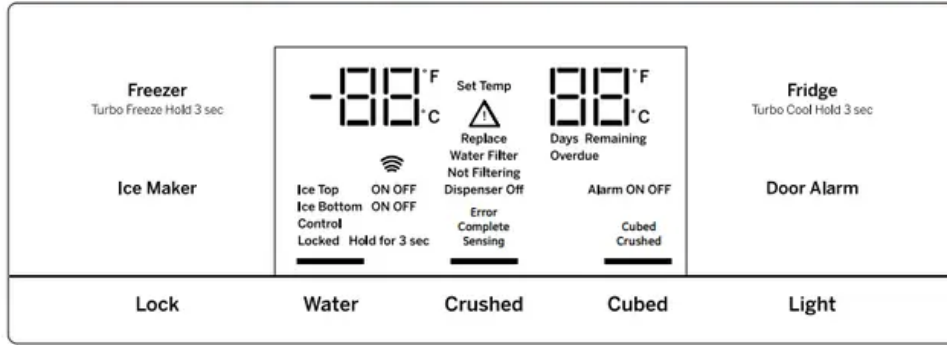 Freezer
Turbo Freeze Hold 3 sec
Ice Maker
-88 °F
°C
Set Temp
!
Replace
Water Filter
Not Filtering
Dispenser Off
Error
Complete
Sensing
Ice Top ON OFF
Ice Bottom ON OFF
Control
Locked Hold for 3 sec
88 °F
°C
Days Remaining
Overdue
Alarm ON OFF
Cubed
Crushed
Fridge
Turbo Cool Hold 3 sec
Door Alarm
Lock
Water
Crushed
Cubed
Light